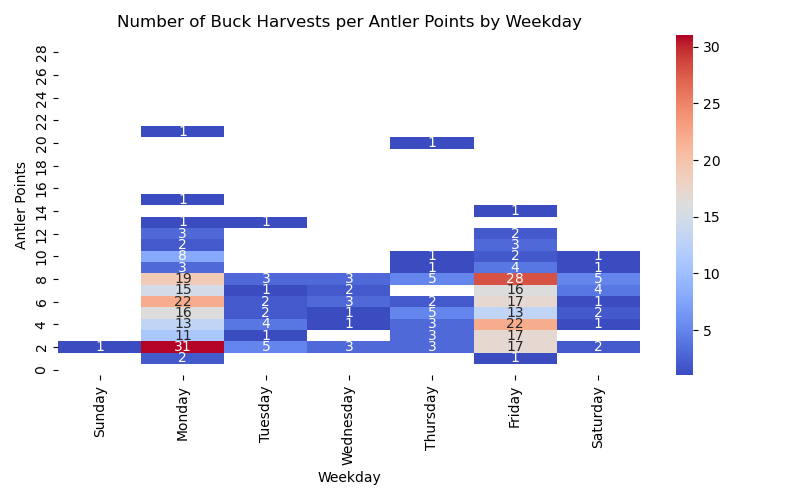 Number of Buck Harvests per Antler Points by Weekday
28
26
24
22
1
20
1
18
16
1
14
1
1 1
12
3 2
2 3
10
8 1 2 1
3 1 4 1
8
19 3 3 5 28 5
15 1 2 16 4
6
22 2 3 2 17 1
16 2 1 5 13 2
4
13 4 1 3 22 1
11 1 3 17
2
1 31 5 3 3 17 2
2 1
0
Antler Points
Sunday
Monday
Tuesday
Wednesday
Thursday
Friday
Saturday
Weekday
30
25
20
15
10
5